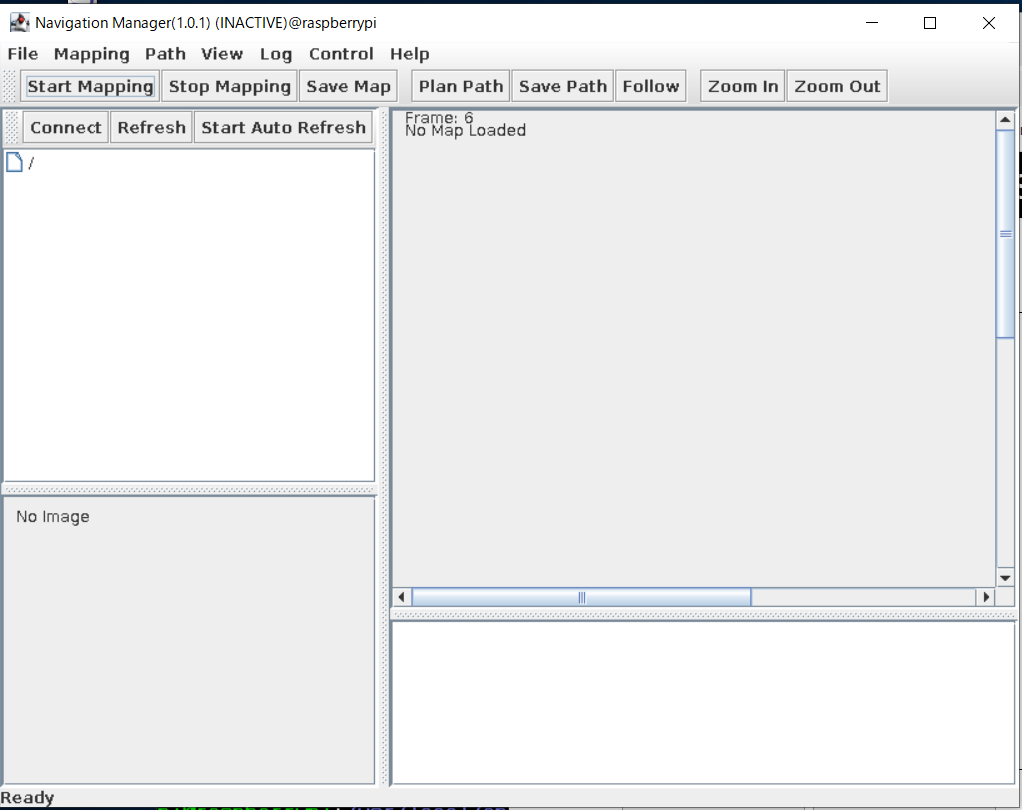 Navigation Manager(1.0.1) (INACTIVE)@raspberrypi
File Mapping Path View Log Control Help
Start Mapping Stop Mapping Save Map Plan Path Save Path Follow Zoom In Zoom Out
Connect Refresh Start Auto Refresh
/
Frame: 6
No Map Loaded
No Image
Ready